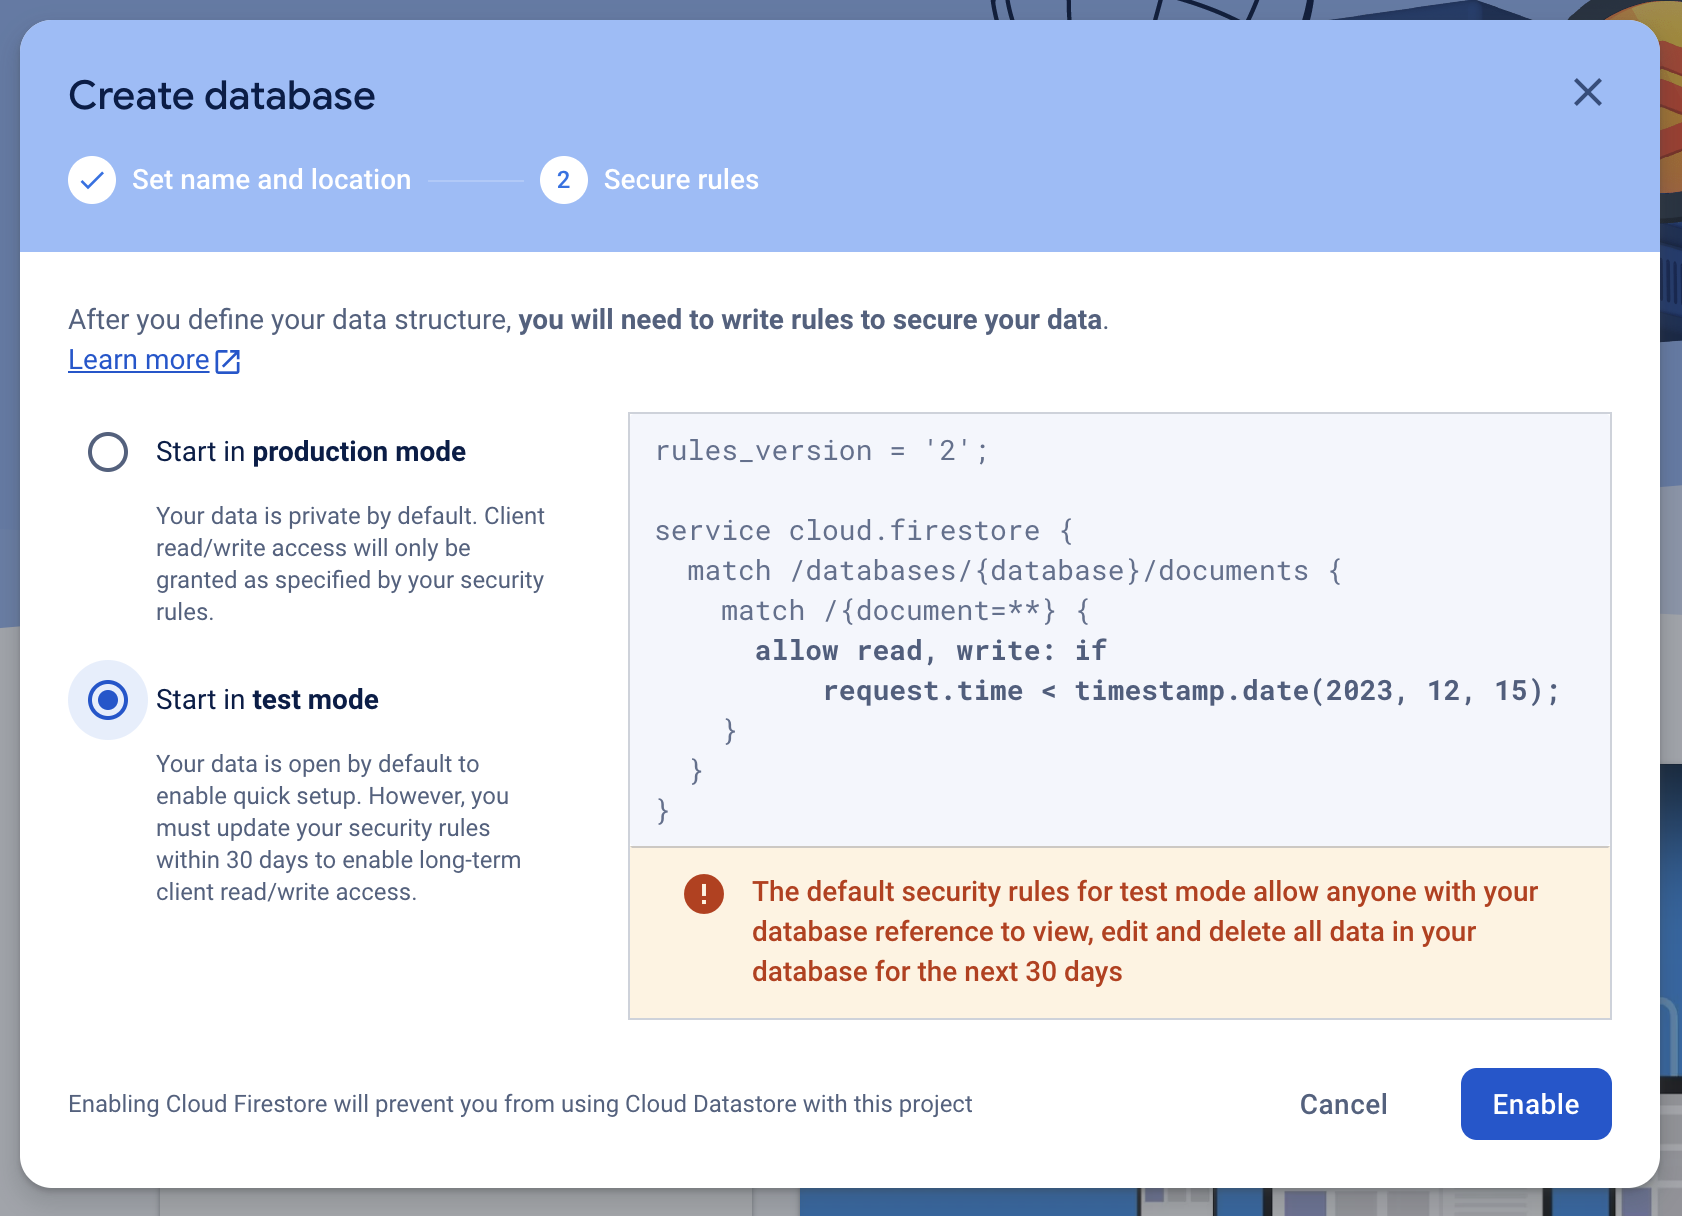 Create database
Set name and location
2 Secure rules
After you define your data structure, you will need to write rules to secure your data.
Learn more
Start in production mode
Your data is private by default. Client
read/write access will only be
granted as specified by your security
rules.
Start in test mode
Your data is open by default to
enable quick setup. However, you
must update your security rules
within 30 days to enable long-term
client read/write access.
rules_version = '2';
service cloud.firestore {
  match /databases/{database}/documents {
    match /{document=**} {
      allow read, write: if
          request.time < timestamp.date(2023, 12, 15);
    }
  }
}
The default security rules for test mode allow anyone with your
database reference to view, edit and delete all data in your
database for the next 30 days
Enabling Cloud Firestore will prevent you from using Cloud Datastore with this project
Cancel
Enable